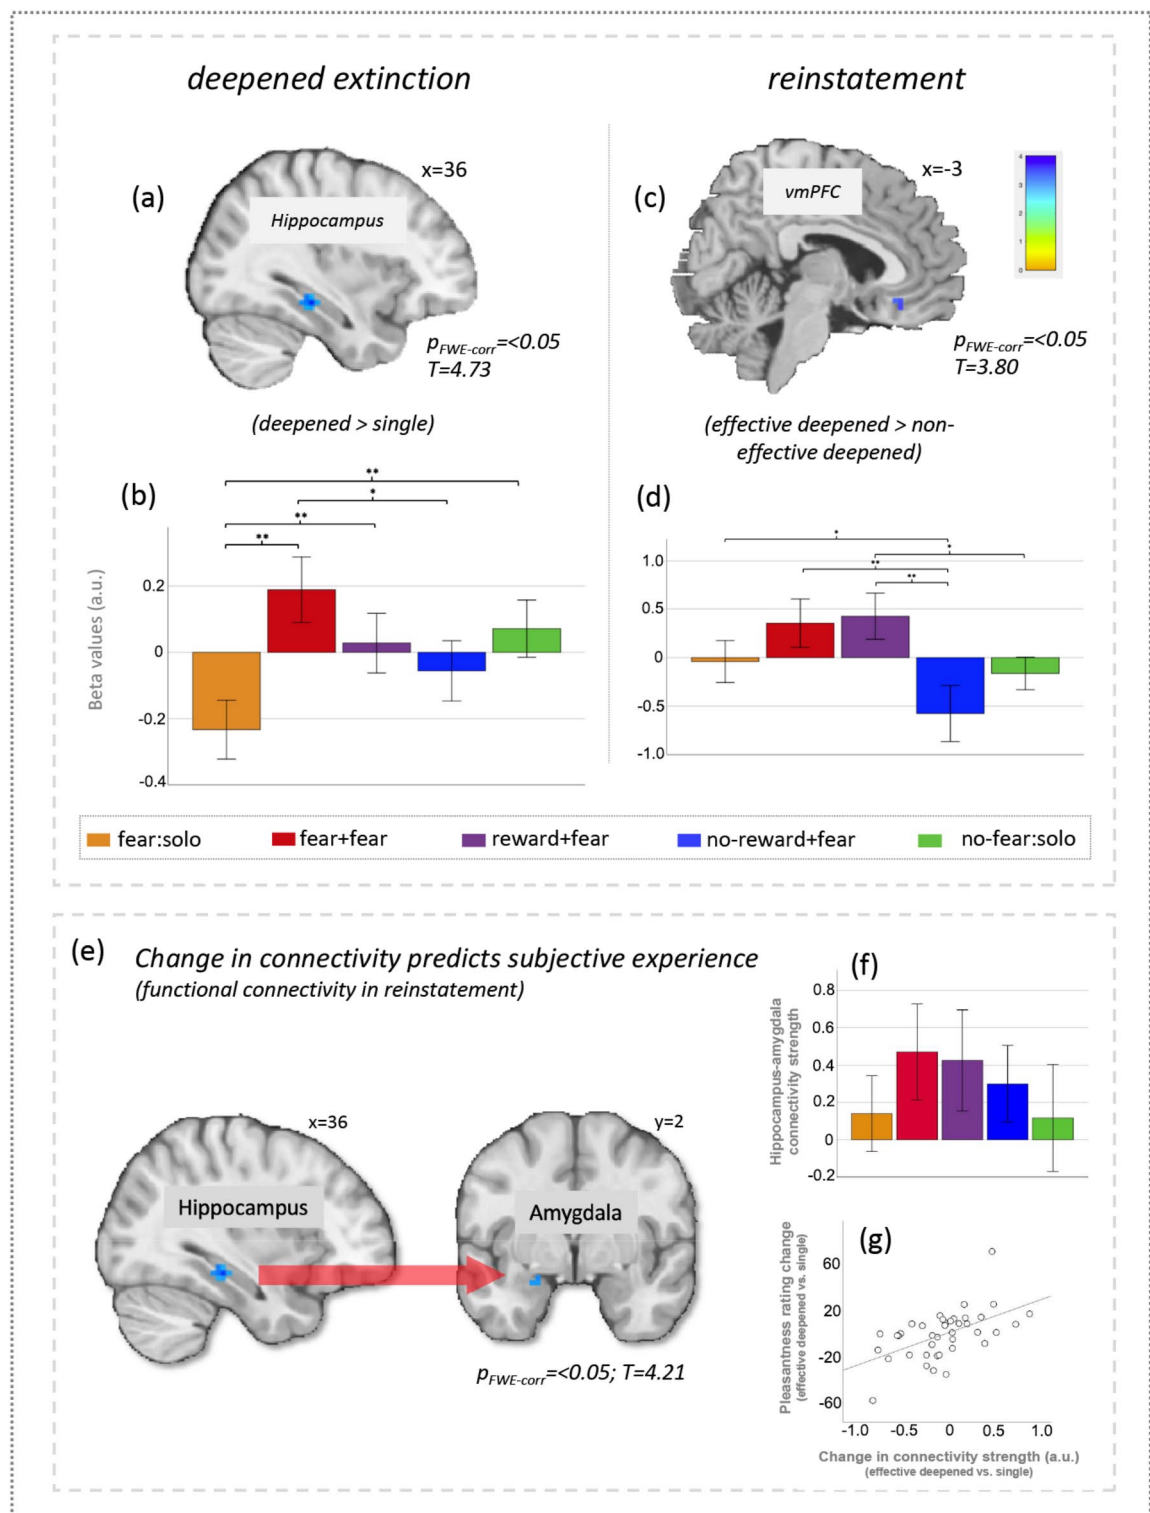 deepened extinction
reinstatement
(a)
x=36
Hippocampus
pFWE-corr=<0.05
T=4.73
(deepened > single)
(c)
x=-3
vmPFC
4
3
2
1
0
pFWE-corr=<0.05
T=3.80
(effective deepened > non-
effective deepened)
(b)
**
*
**
**
Beta values (a.u.)
0.2
0
-0.2
-0.4
(d)
*
*
**
**
1.0
0.5
0
-0.5
-1.0
fear:solo
fear+fear
reward+fear
no-reward+fear
no-fear:solo
(e)
Change in connectivity predicts subjective experience
(functional connectivity in reinstatement)
x=36
Hippocampus
y=2
Amygdala
pFWE-corr=<0.05; T=4.21
(f)
Hippocampus-amygdala
connectivity strength
0.8
0.6
0.4
0.2
0
-0.2
(g)
Pleasantness rating change
(effective deepened vs. single)
60
20
-20
-60
-1.0
-0.5
0
0.5
1.0
Change in connectivity strength (a.u.)
(effective deepened vs. single)